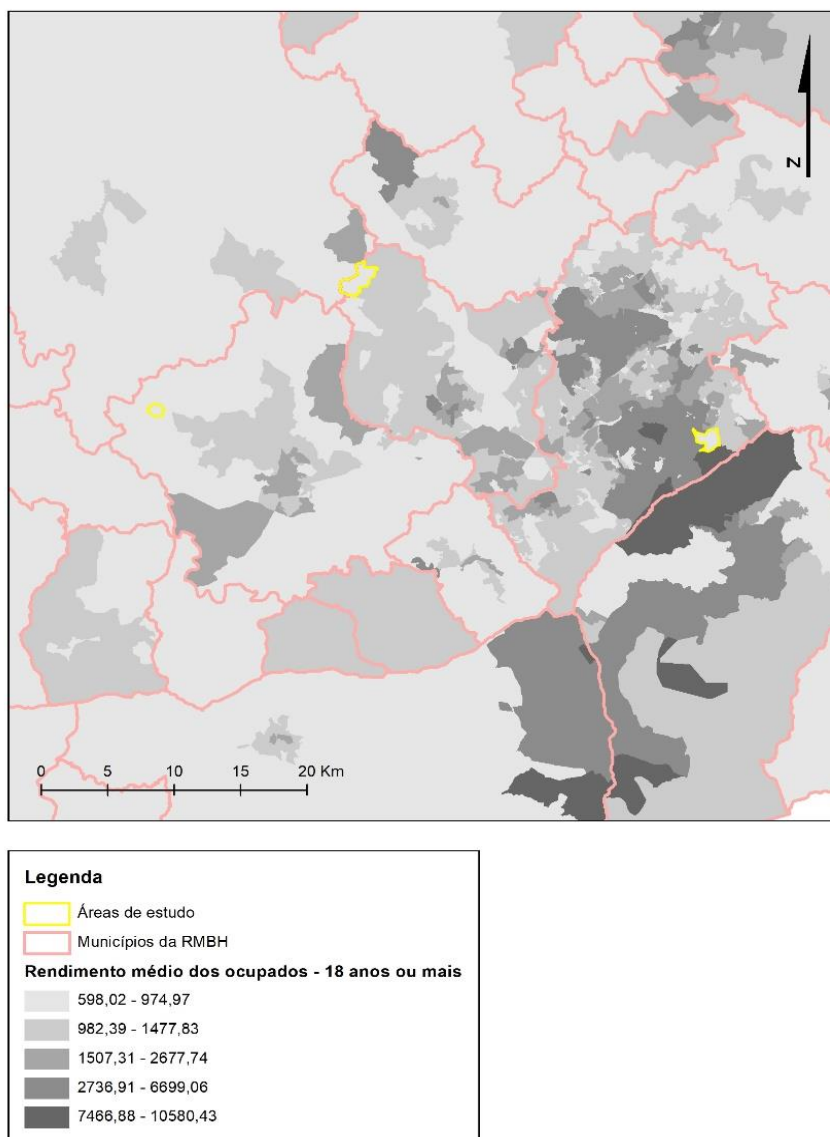 N
0 5 10 20 Km
Legenda
Áreas de estudo
Municípios da RMBH
Rendimento médio dos ocupados - 18 anos ou mais
598,02 - 974,97
982,39 - 1477,83
1507,31 - 2677,74
2736,91 - 6699,06
7466,88 - 10580,43